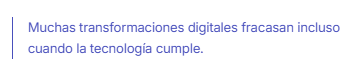 Muchas transformaciones digitales fracasan incluso
cuando la tecnología cumple.